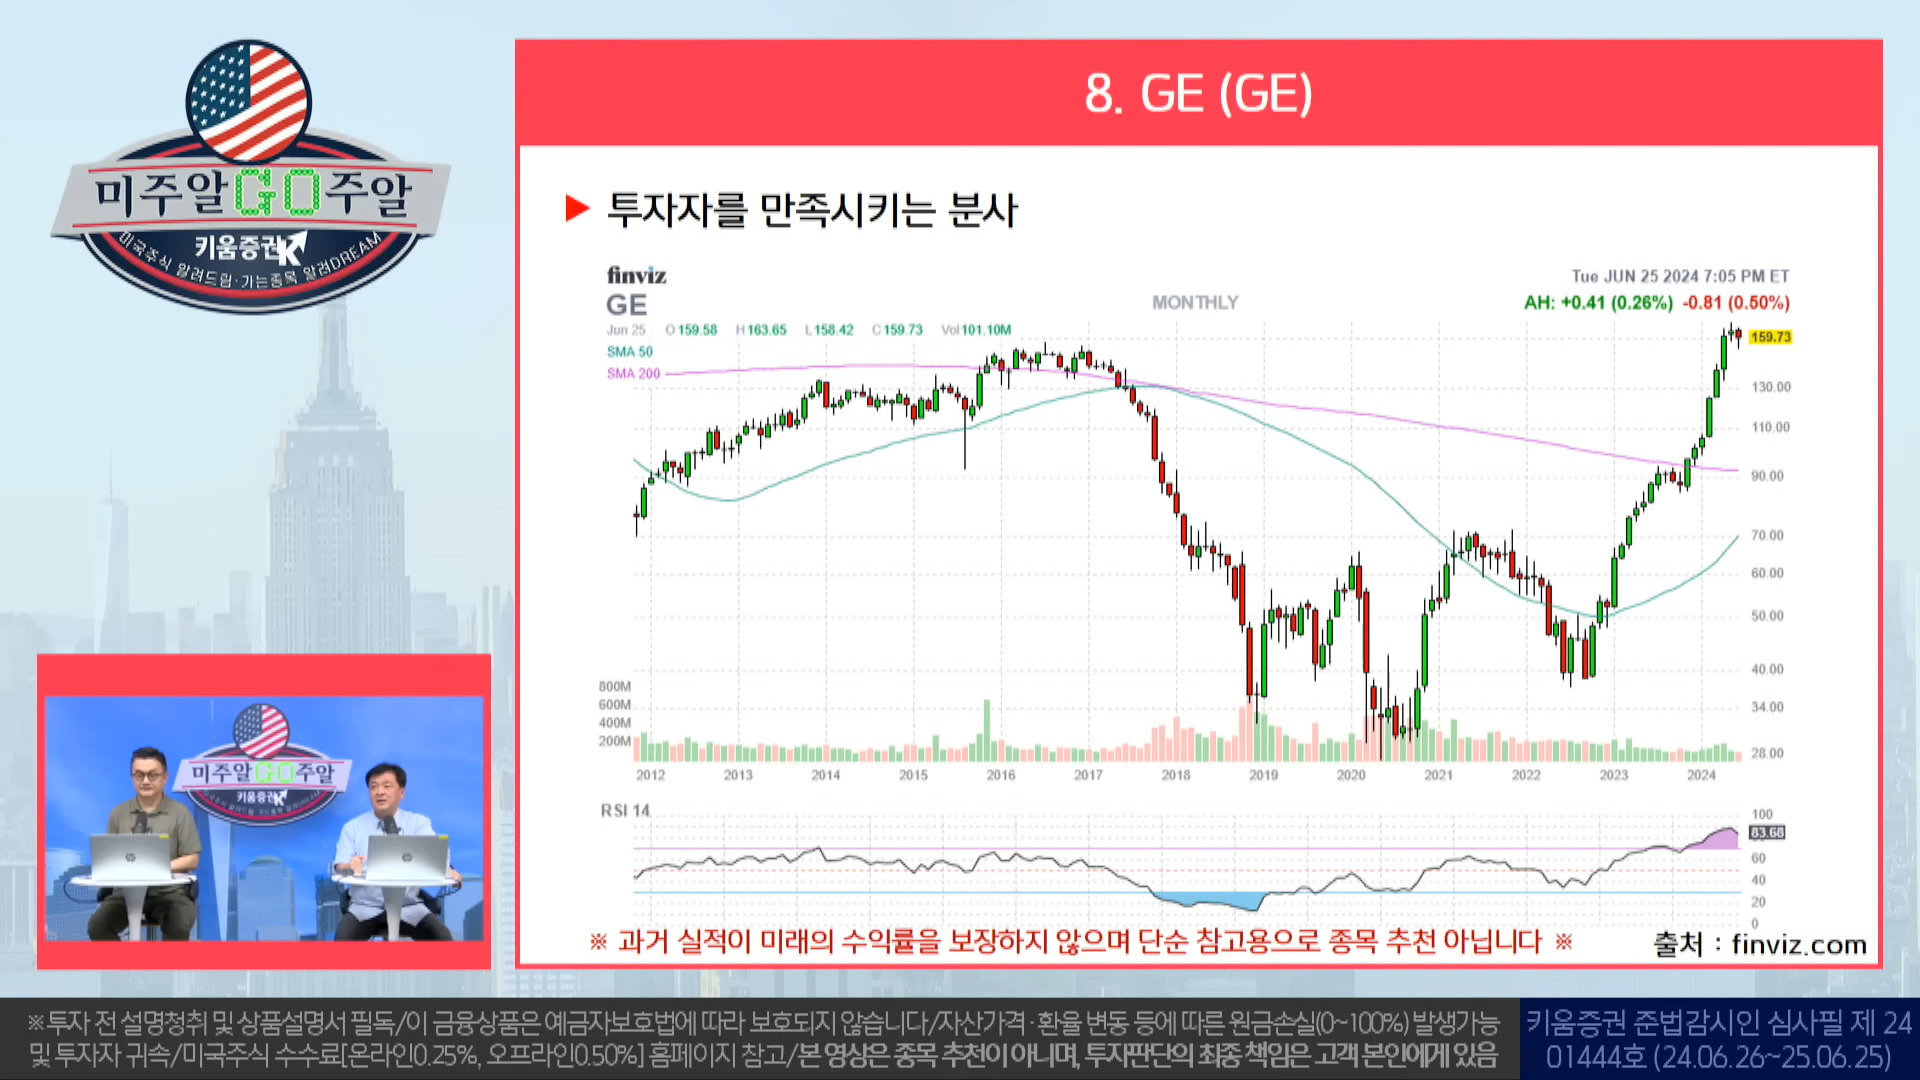 미주알GO주알
키움증권
미국주식 알려드림·가는종목 알려DREAM
미주알GO주알
키움증권
8. GE (GE)
▶ 투자자를 만족시키는 분사
finviz
Tue JUN 25 2024 7:05 PM ET
GE
MONTHLY
AH: +0.41 (0.26%) -0.81 (0.50%)
Jun 25 O 159.58 H 163.65 L 158.42 C 159.73 Vol 101.10M
SMA 50
SMA 200
159.73
130.00
110.00
90.00
70.00
60.00
50.00
40.00
34.00
28.00
800M
600M
400M
200M
2012 2013 2014 2015 2016 2017 2018 2019 2020 2021 2022 2023 2024
RSI 14
100
83.68
60
40
20
0
※ 과거 실적이 미래의 수익률을 보장하지 않으며 단순 참고용으로 종목 추천 아닙니다 ※
출처 : finviz.com
※투자 전 설명청취 및 상품설명서 필독/이 금융상품은 예금자보호법에 따라 보호되지 않습니다/자산가격·환율 변동 등에 따른 원금손실(0~100%) 발생가능
및 투자자 귀속/미국주식 수수료[온라인0.25%, 오프라인0.50%] 홈페이지 참고/본 영상은 종목 추천이 아니며, 투자판단의 최종 책임은 고객 본인에게 있음
키움증권 준법감시인 심사필 제 24
01444호 (24.06.26~25.06.25)